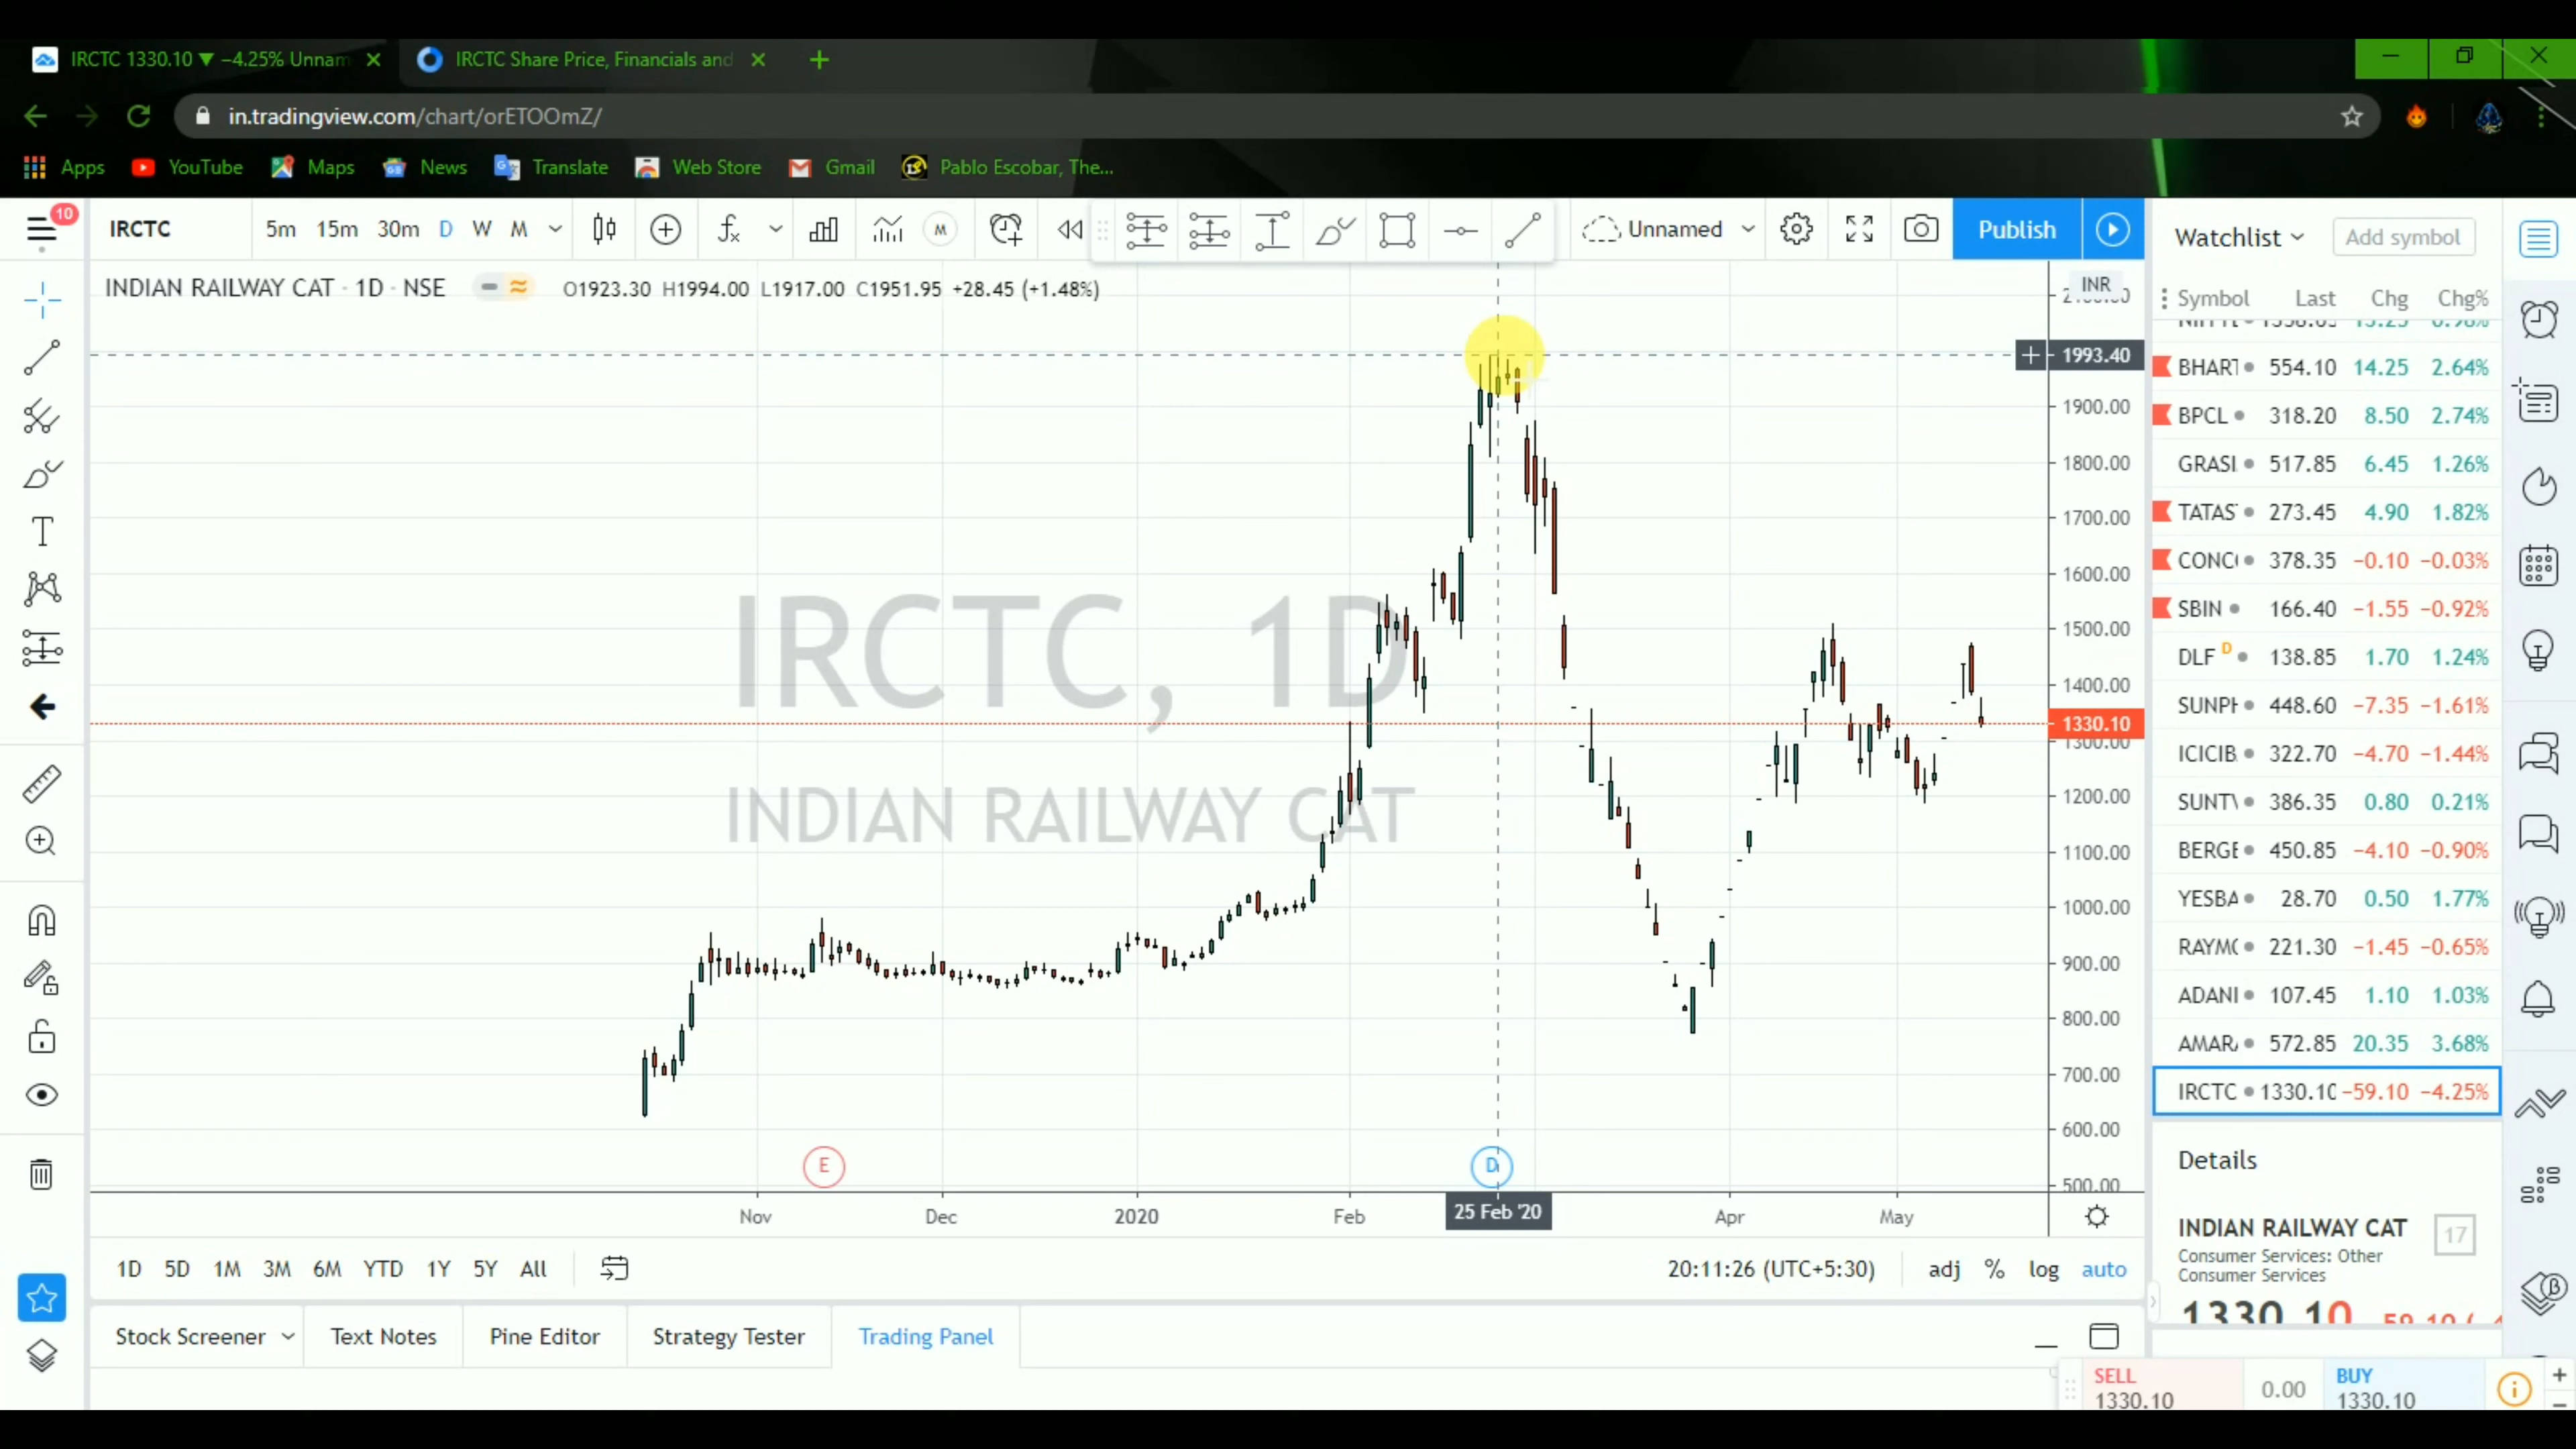 IRCTC 1330.10 ▼ −4.25% Unnam
IRCTC Share Price, Financials and
in.tradingview.com/chart/orETOOmZ/
Apps YouTube Maps News Translate Web Store Gmail Pablo Escobar, The...
10
IRCTC 5m 15m 30m D W M M Unnamed Publish
INDIAN RAILWAY CAT · 1D · NSE O1923.30 H1994.00 L1917.00 C1951.95 +28.45 (+1.48%)
INR
1993.40
1900.00
1800.00
1700.00
1600.00
1500.00
1400.00
1330.10
1300.00
1200.00
1100.00
1000.00
900.00
800.00
700.00
600.00
500.00
IRCTC, 1D
INDIAN RAILWAY CAT
E D
Nov Dec 2020 Feb 25 Feb '20 Apr May
1D 5D 1M 3M 6M YTD 1Y 5Y All 20:11:26 (UTC+5:30) adj % log auto
Stock Screener Text Notes Pine Editor Strategy Tester Trading Panel
Watchlist Add symbol
Symbol Last Chg Chg%
BHART 554.10 14.25 2.64%
BPCL 318.20 8.50 2.74%
GRASI 517.85 6.45 1.26%
TATAS 273.45 4.90 1.82%
CONC 378.35 −0.10 −0.03%
SBIN 166.40 −1.55 −0.92%
DLF D 138.85 1.70 1.24%
SUNPH 448.60 −7.35 −1.61%
ICICIB 322.70 −4.70 −1.44%
SUNTV 386.35 0.80 0.21%
BERGE 450.85 −4.10 −0.90%
YESBA 28.70 0.50 1.77%
RAYMO 221.30 −1.45 −0.65%
ADANI 107.45 1.10 1.03%
AMARA 572.85 20.35 3.68%
IRCTC 1330.10 −59.10 −4.25%
Details
INDIAN RAILWAY CAT
17
Consumer Services: Other
Consumer Services
1330.10
SELL
1330.10
0.00
BUY
1330.10